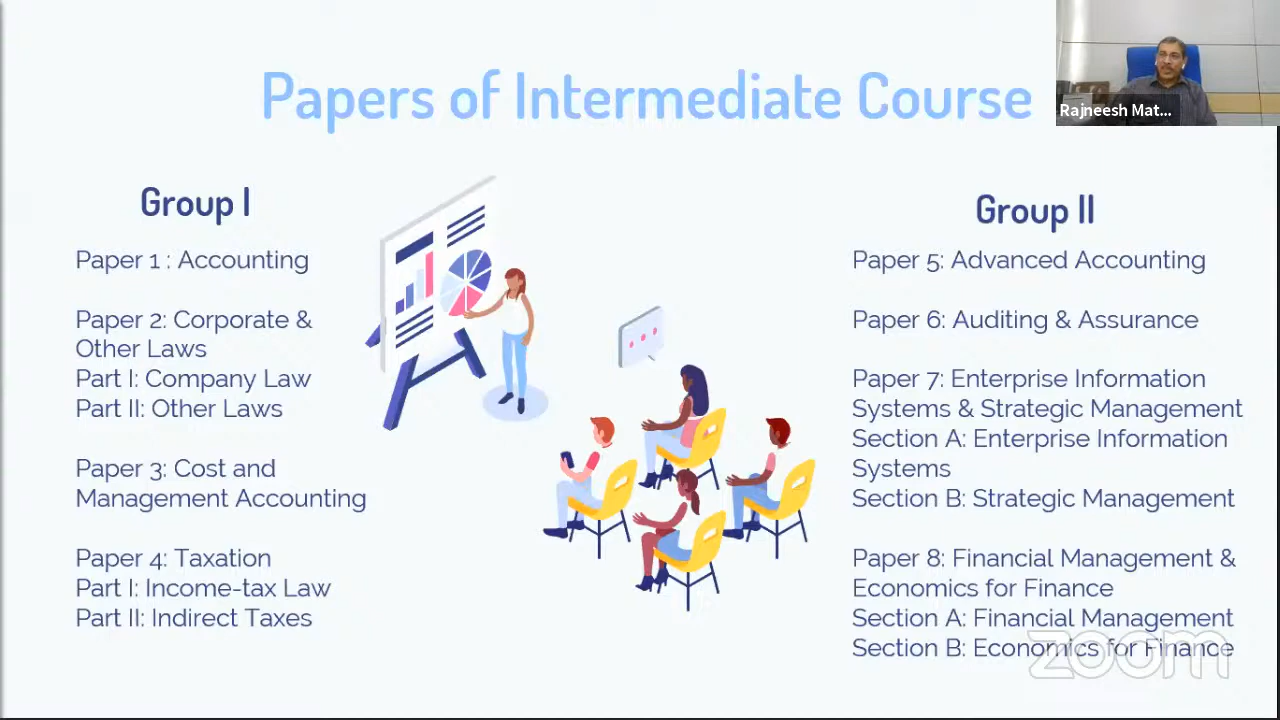 Papers of Intermediate Course
Rajneesh Mat...
Group I
Paper 1 : Accounting
Paper 2: Corporate &
Other Laws
Part I: Company Law
Part II: Other Laws
Paper 3: Cost and
Management Accounting
Paper 4: Taxation
Part I: Income-tax Law
Part II: Indirect Taxes
Group II
Paper 5: Advanced Accounting
Paper 6: Auditing & Assurance
Paper 7: Enterprise Information
Systems & Strategic Management
Section A: Enterprise Information
Systems
Section B: Strategic Management
Paper 8: Financial Management &
Economics for Finance
Section A: Financial Management
Section B: Economics for Finance
zoom